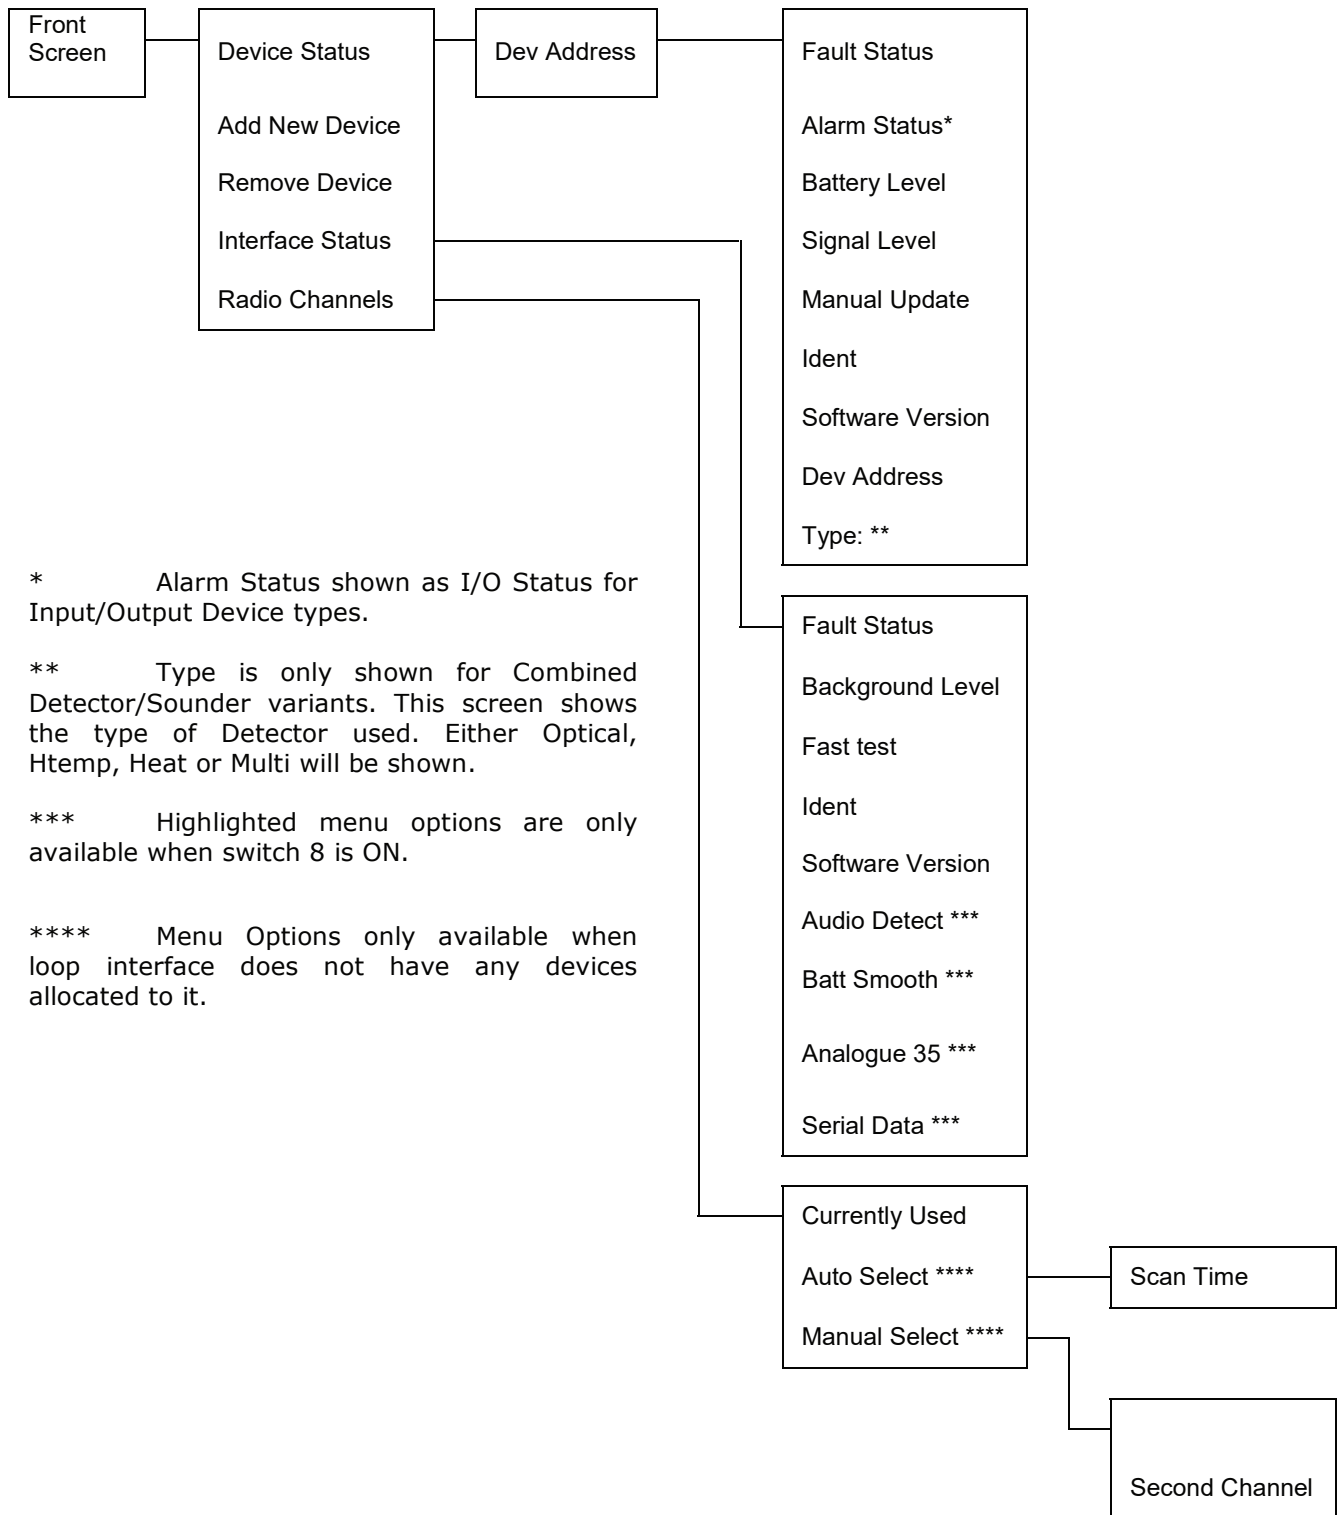 Front
Screen
Device Status
Add New Device
Remove Device
Interface Status
Radio Channels
Dev Address
Fault Status
Alarm Status*
Battery Level
Signal Level
Manual Update
Ident
Software Version
Dev Address
Type: **
* Alarm Status shown as I/O Status for
Input/Output Device types.
** Type is only shown for Combined
Detector/Sounder variants. This screen shows
the type of Detector used. Either Optical,
Htemp, Heat or Multi will be shown.
*** Highlighted menu options are only
available when switch 8 is ON.
**** Menu Options only available when
loop interface does not have any devices
allocated to it.
Fault Status
Background Level
Fast test
Ident
Software Version
Audio Detect ***
Batt Smooth ***
Analogue 35 ***
Serial Data ***
Currently Used
Auto Select ****
Manual Select ****
Scan Time
Second Channel